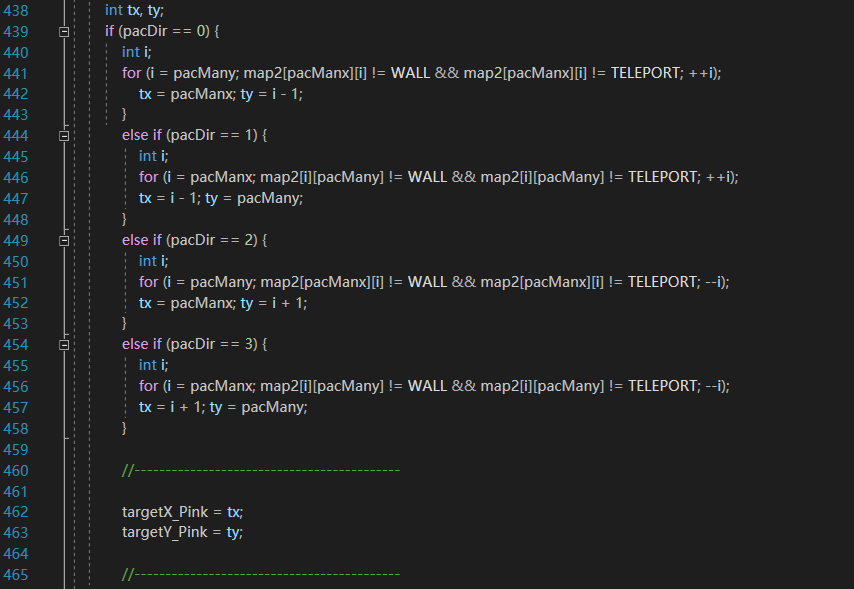 438 int tx, ty;
439 if (pacDir == 0) {
440 int i;
441 for (i = pacMany; map2[pacManx][i] != WALL && map2[pacManx][i] != TELEPORT; ++i);
442 tx = pacManx; ty = i - 1;
443 }
444 else if (pacDir == 1) {
445 int i;
446 for (i = pacManx; map2[i][pacMany] != WALL && map2[i][pacMany] != TELEPORT; ++i);
447 tx = i - 1; ty = pacMany;
448 }
449 else if (pacDir == 2) {
450 int i;
451 for (i = pacMany; map2[pacManx][i] != WALL && map2[pacManx][i] != TELEPORT; --i);
452 tx = pacManx; ty = i + 1;
453 }
454 else if (pacDir == 3) {
455 int i;
456 for (i = pacManx; map2[i][pacMany] != WALL && map2[i][pacMany] != TELEPORT; --i);
457 tx = i + 1; ty = pacMany;
458 }
459
460 //-------------------------------------------
461
462 targetX_Pink = tx;
463 targetY_Pink = ty;
464
465 //-------------------------------------------